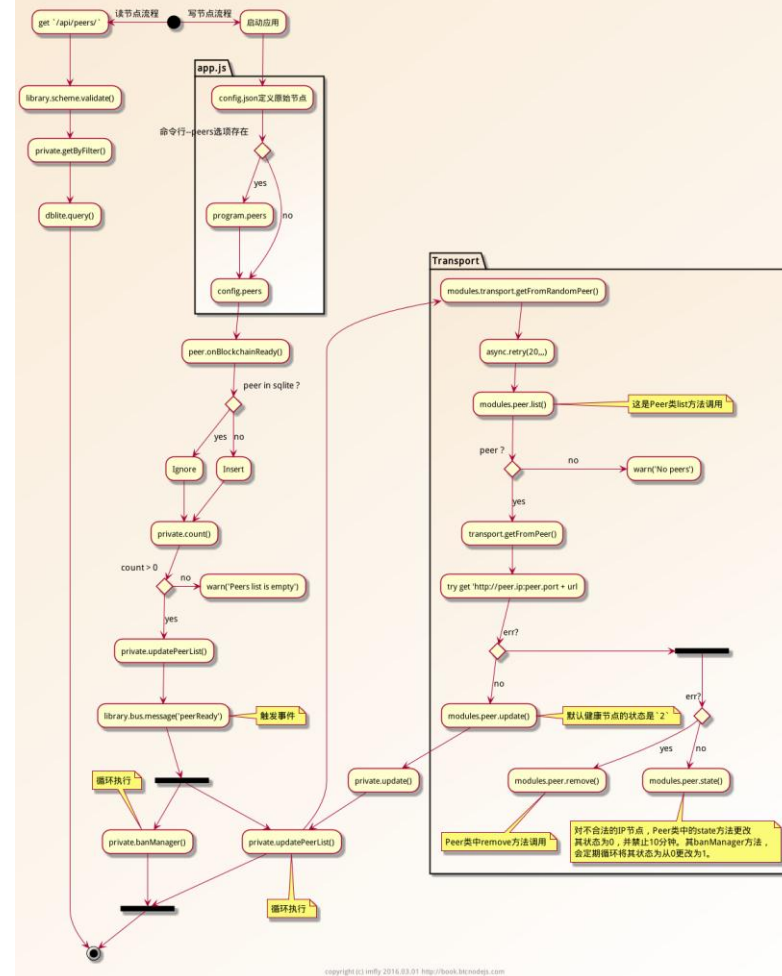 读节点流程
写节点流程
get `/api/peers/`
启动应用
app.js
library.scheme.validate()
config.json定义原始节点
命令行--peers选项存在
private.getByFilter()
yes
no
dblite.query()
program.peers
config.peers
Transport
modules.transport.getFromRandomPeer()
peer.onBlockchainReady()
async.retry(20,,,)
peer in sqlite ?
modules.peer.list()
这是Peer类list方法调用
yes
no
peer ?
no
Ignore
Insert
warn('No peers')
yes
private.count()
transport.getFromPeer()
count > 0
no
warn('Peers list is empty')
try get 'http://peer.ip:peer.port + url
yes
err?
private.updatePeerList()
no
err?
library.bus.message('peerReady')
触发事件
modules.peer.update()
默认健康节点的状态是`2`
yes
no
循环执行
private.update()
modules.peer.remove()
modules.peer.state()
private.banManager()
private.updatePeerList()
Peer类中remove方法调用
对不合法的IP节点，Peer类中的state方法更改
其状态为0，并禁止10分钟。其banManager方法，
会定期循环将其状态为从0更改为1。
循环执行
copyright (c) imfly 2016.03.01 http://book.btcnodejs.com